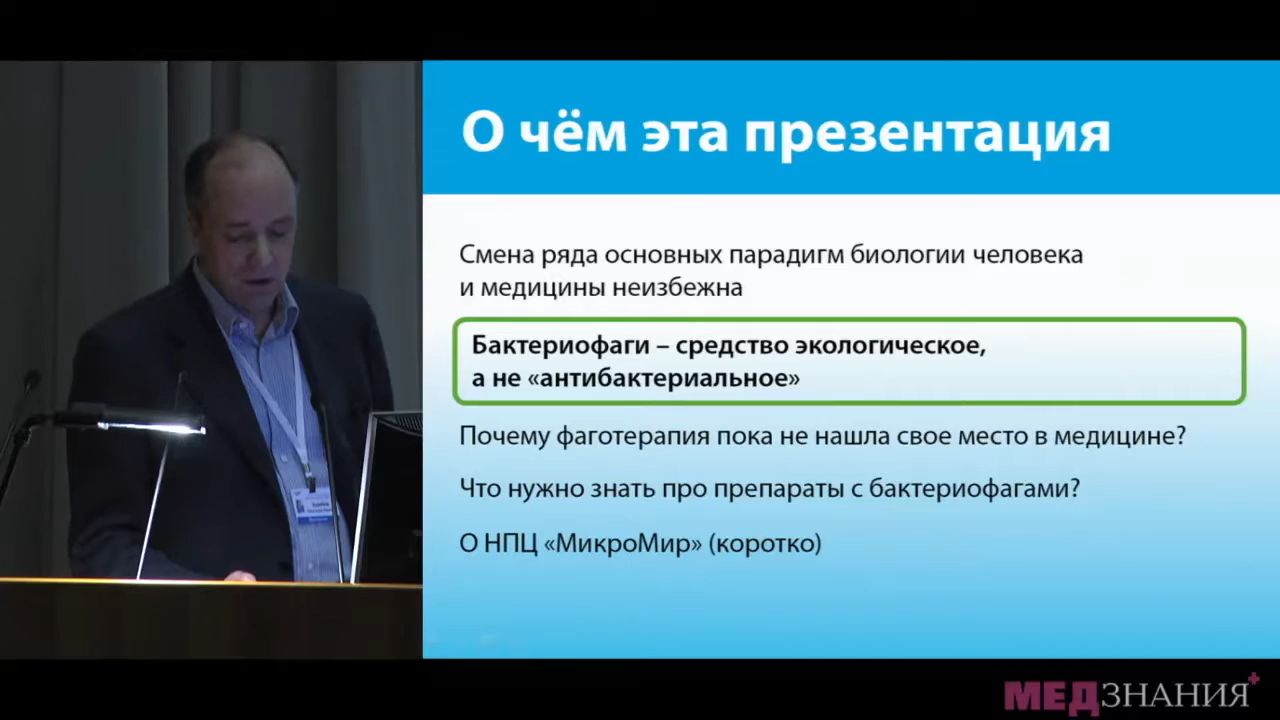 О чём эта презентация
Смена ряда основных парадигм биологии человека
и медицины неизбежна
Бактериофаги – средство экологическое,
а не «антибактериальное»
Почему фаготерапия пока не нашла свое место в медицине?
Что нужно знать про препараты с бактериофагами?
О НПЦ «МикроМир» (коротко)
МЕДЗНАНИЯ+